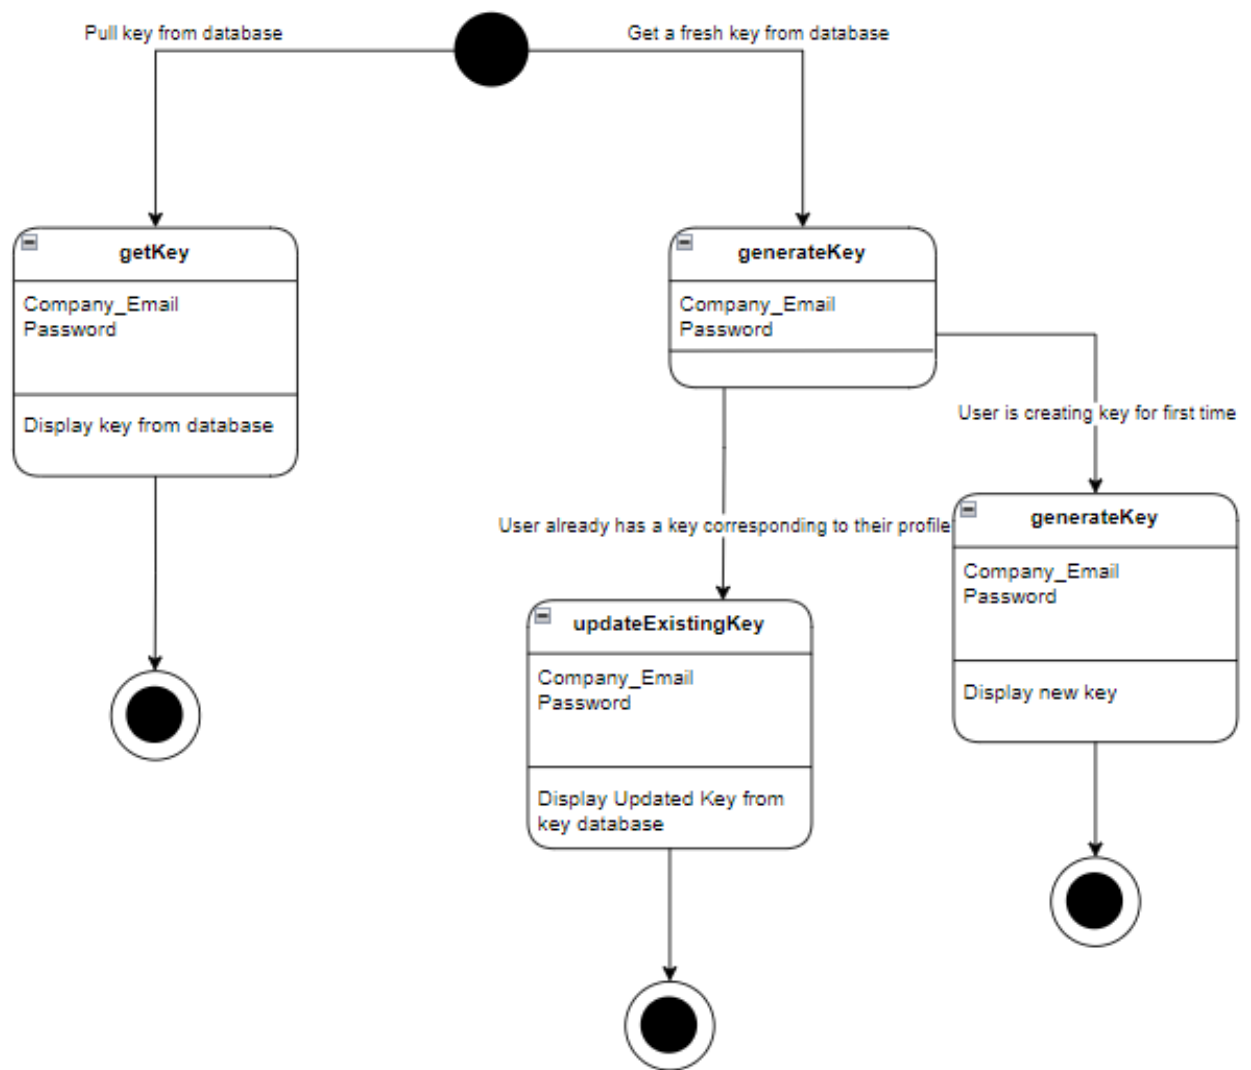 Pull key from database
Get a fresh key from database
getKey
Company_Email
Password
Display key from database
generateKey
Company_Email
Password
User is creating key for first time
User already has a key corresponding to their profile
generateKey
Company_Email
Password
Display new key
updateExistingKey
Company_Email
Password
Display Updated Key from
key database